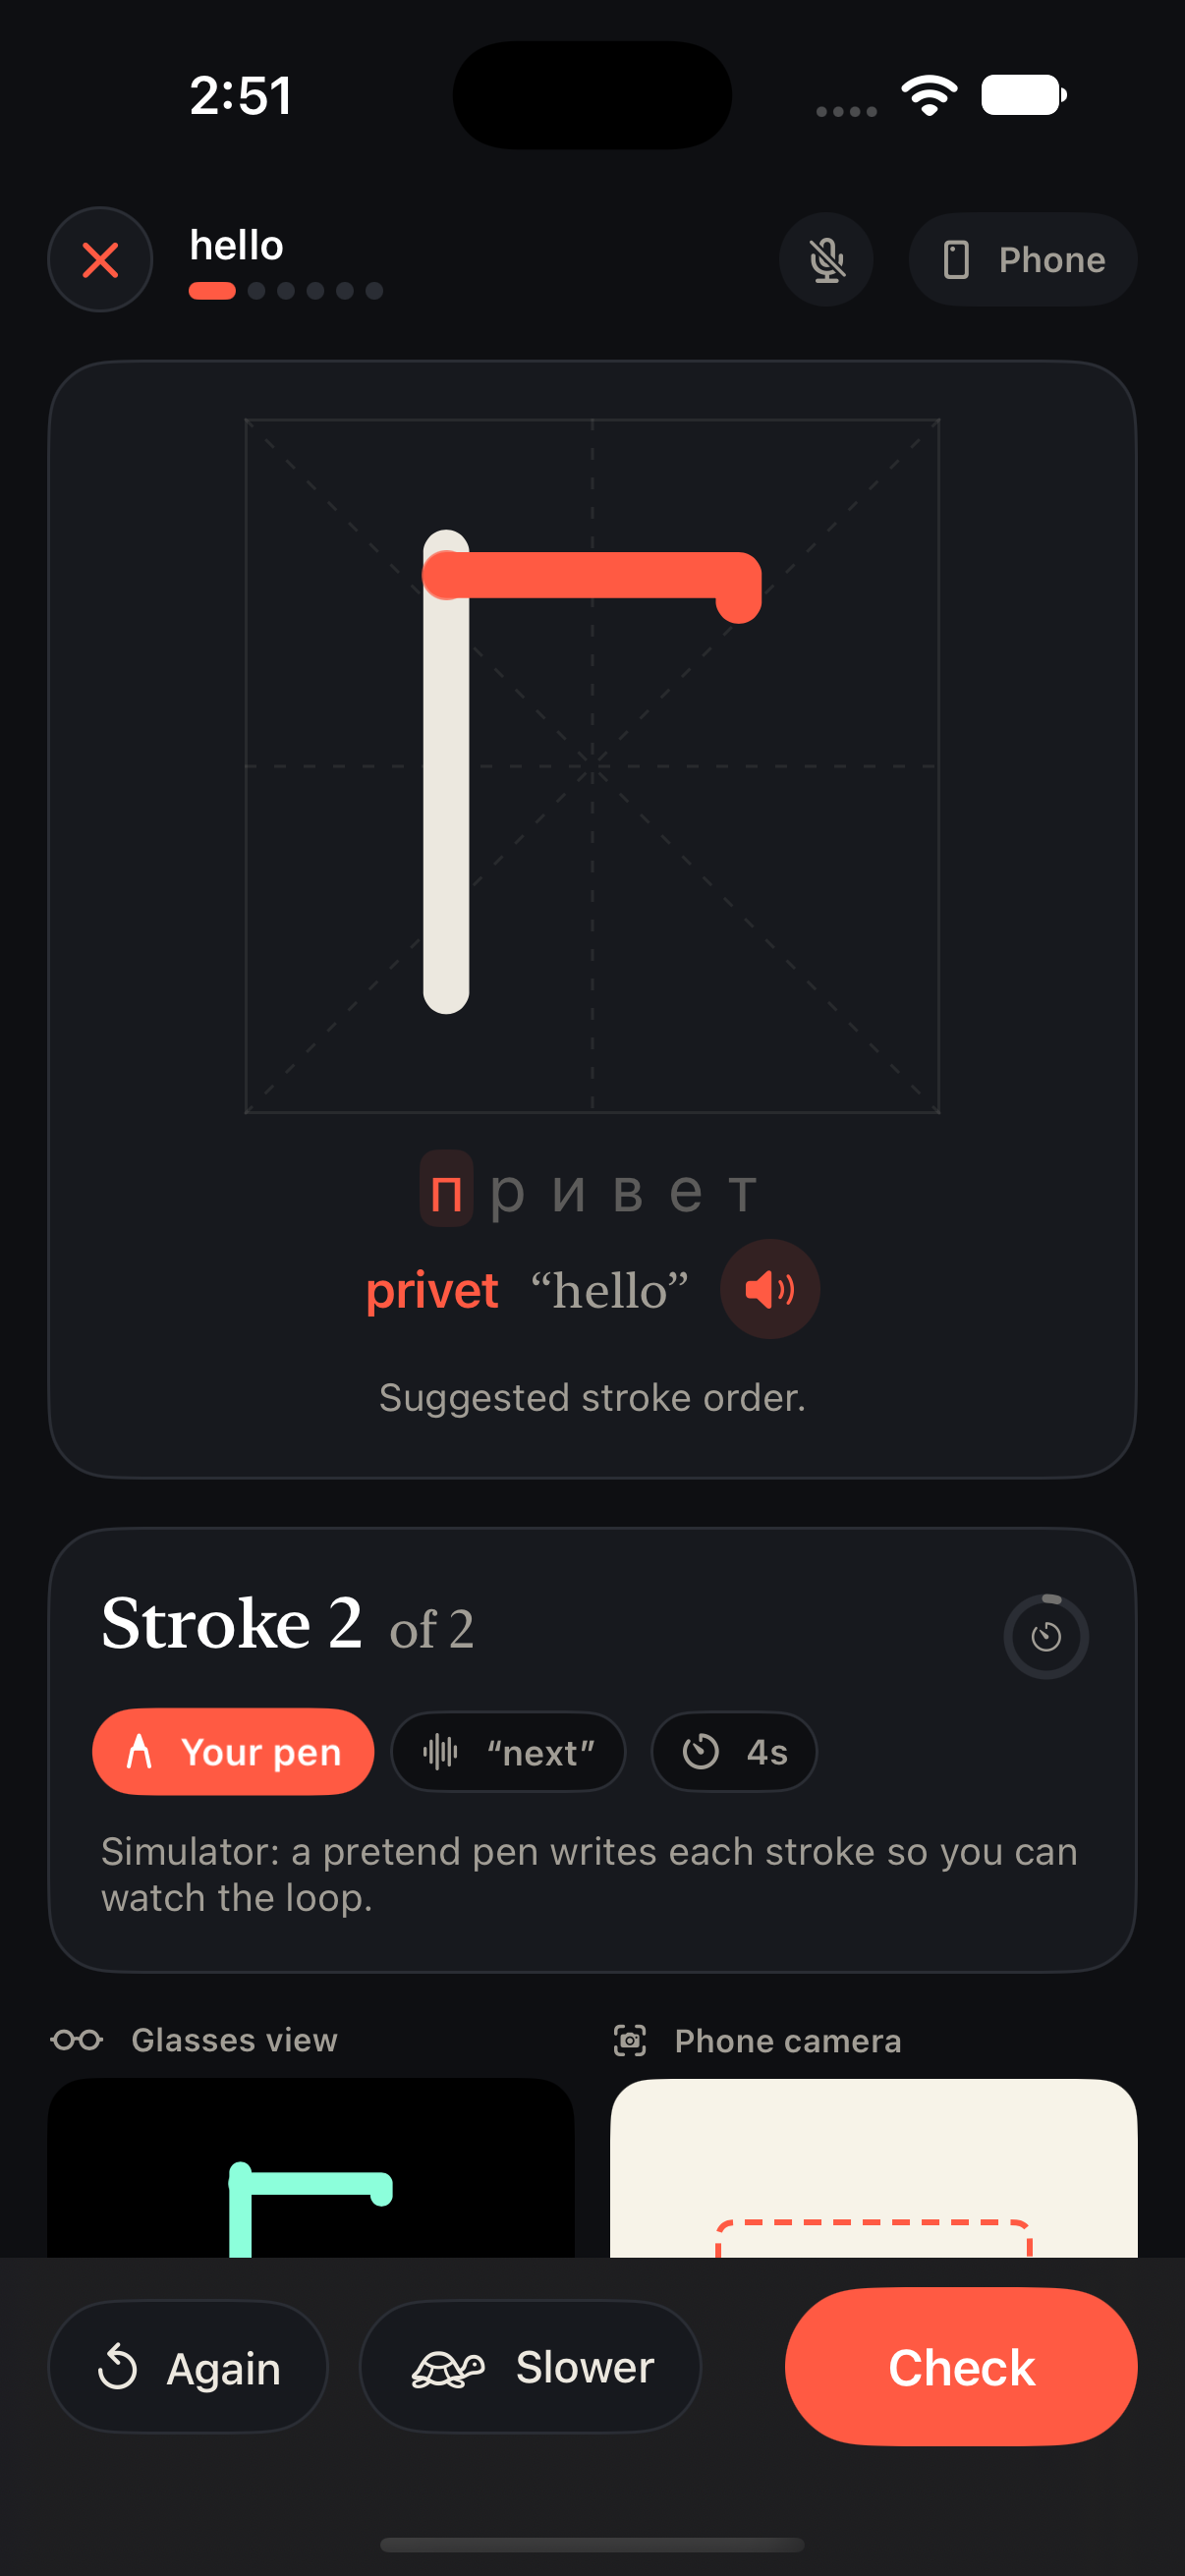 2:51
hello
Phone
привет
privet “hello”
Suggested stroke order.
Stroke 2 of 2
Your pen “next” 4s
Simulator: a pretend pen writes each stroke so you can
watch the loop.
Glasses view Phone camera
Again Slower Check